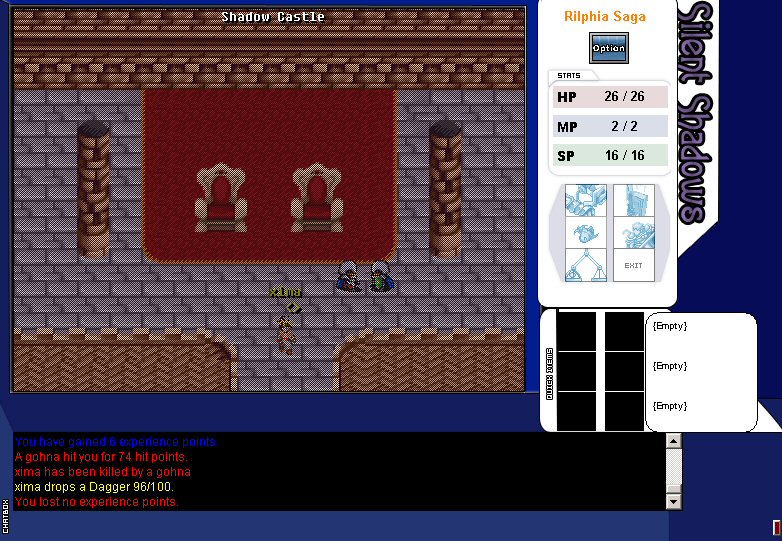 Shadow Castle
xima
Rilphia Saga
Option
STATS
HP 26 / 26
MP 2 / 2
SP 16 / 16
EXIT
Silent Shadows
QUICK ITEMS
{Empty}
{Empty}
{Empty}
You have gained 6 experience points
A gohna hit you for 74 hit points.
xima has been killed by a gohna
xima drops a Dagger 96/100.
You lost no experience points.
CHATBOX